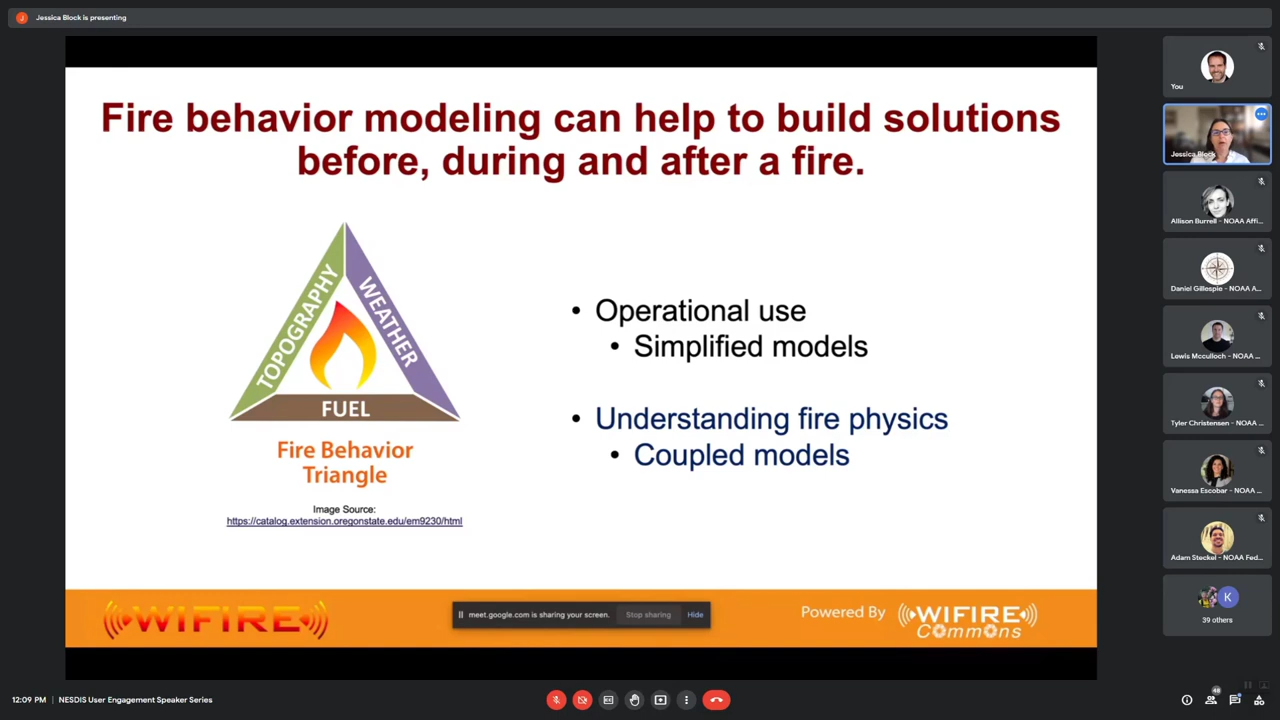 J
Jessica Block is presenting
Fire behavior modeling can help to build solutions
before, during and after a fire.
TOPOGRAPHY
WEATHER
FUEL
Fire Behavior
Triangle
Image Source:
https://catalog.extension.oregonstate.edu/em9230/html
• Operational use
• Simplified models
• Understanding fire physics
• Coupled models
WIFIRE
meet.google.com is sharing your screen.
Stop sharing
Hide
Powered By
WIFIRE
Commons
You
Jessica Block
Allison Burrell - NOAA Affi...
Daniel Gillespie - NOAA A...
Lewis Mcculloch - NOAA ...
Tyler Christensen - NOAA ...
Vanessa Escobar - NOAA ...
Adam Steckel - NOAA Fed...
K
39 others
12:09 PM
NESDIS User Engagement Speaker Series
48